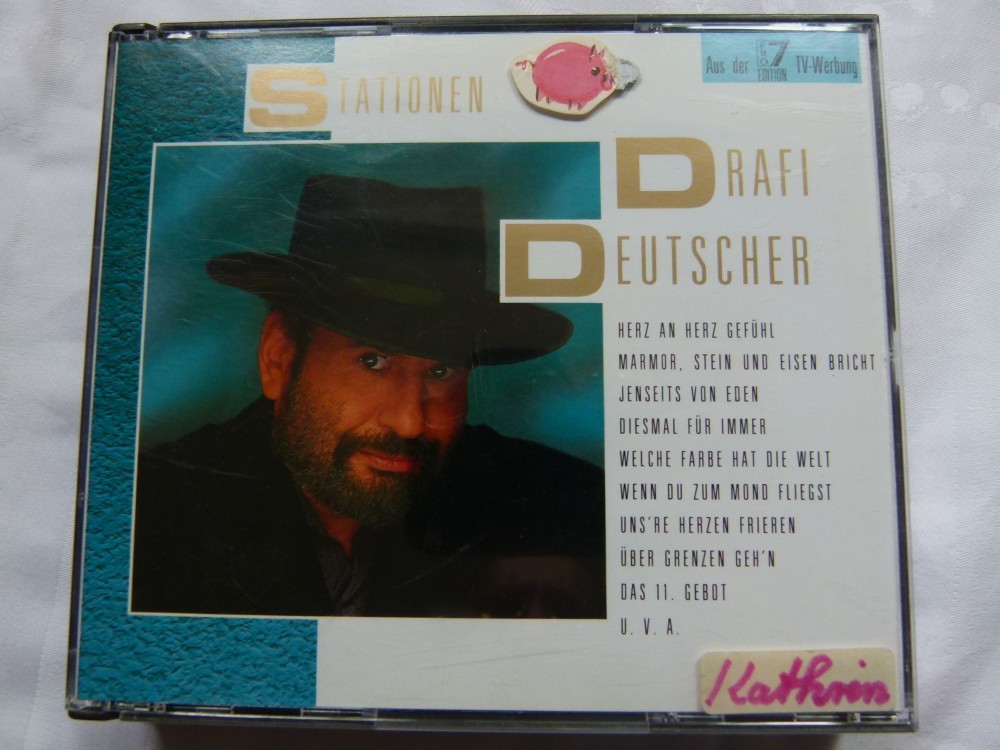 STATIONEN
Aus der PRO 7 EDITION TV-Werbung
DRAFI
DEUTSCHER
HERZ AN HERZ GEFÜHL
MARMOR, STEIN UND EISEN BRICHT
JENSEITS VON EDEN
DIESMAL FÜR IMMER
WELCHE FARBE HAT DIE WELT
WENN DU ZUM MOND FLIEGST
UNS'RE HERZEN FRIEREN
ÜBER GRENZEN GEH'N
DAS 11. GEBOT
U. V. A.
Kathrin